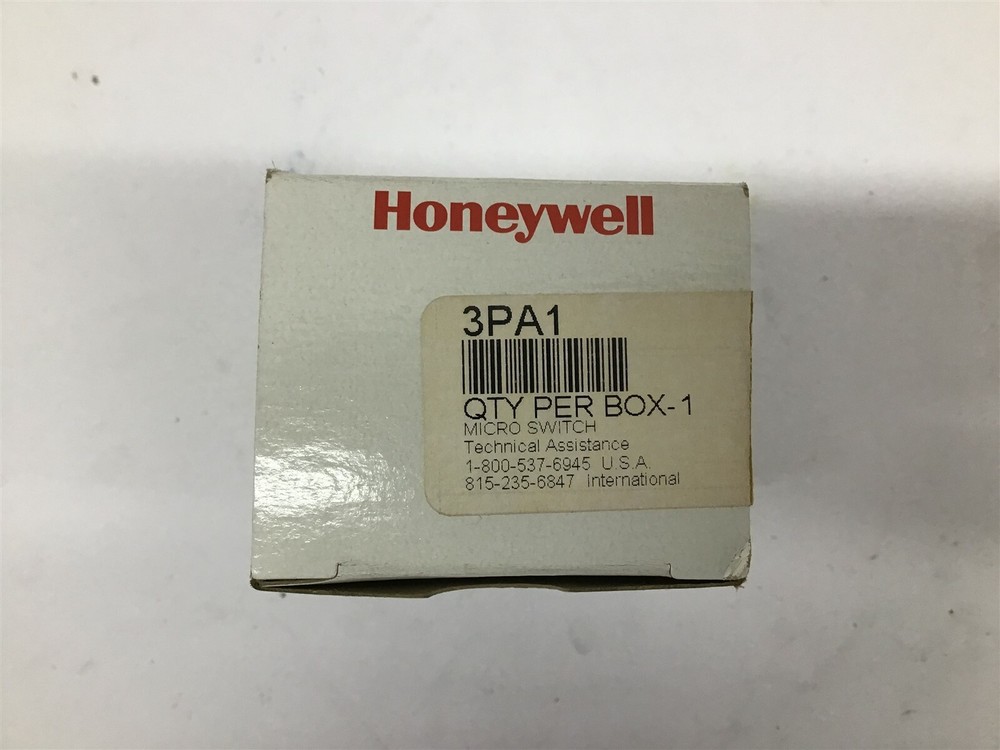 Honeywell
3PA1
QTY PER BOX-1
MICRO SWITCH
Technical Assistance
1-800-537-6945 U.S.A.
815-235-6847 International